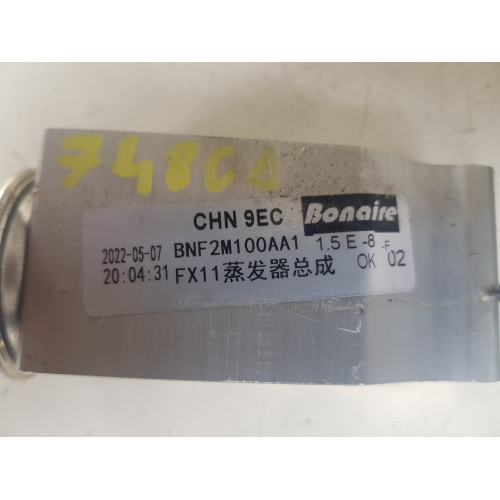 CHN 9EC Bonaire
2022-05-07 BNF2M100AA1 1.5 E -8 -F
20:04:31 FX11蒸发器总成 OK 02